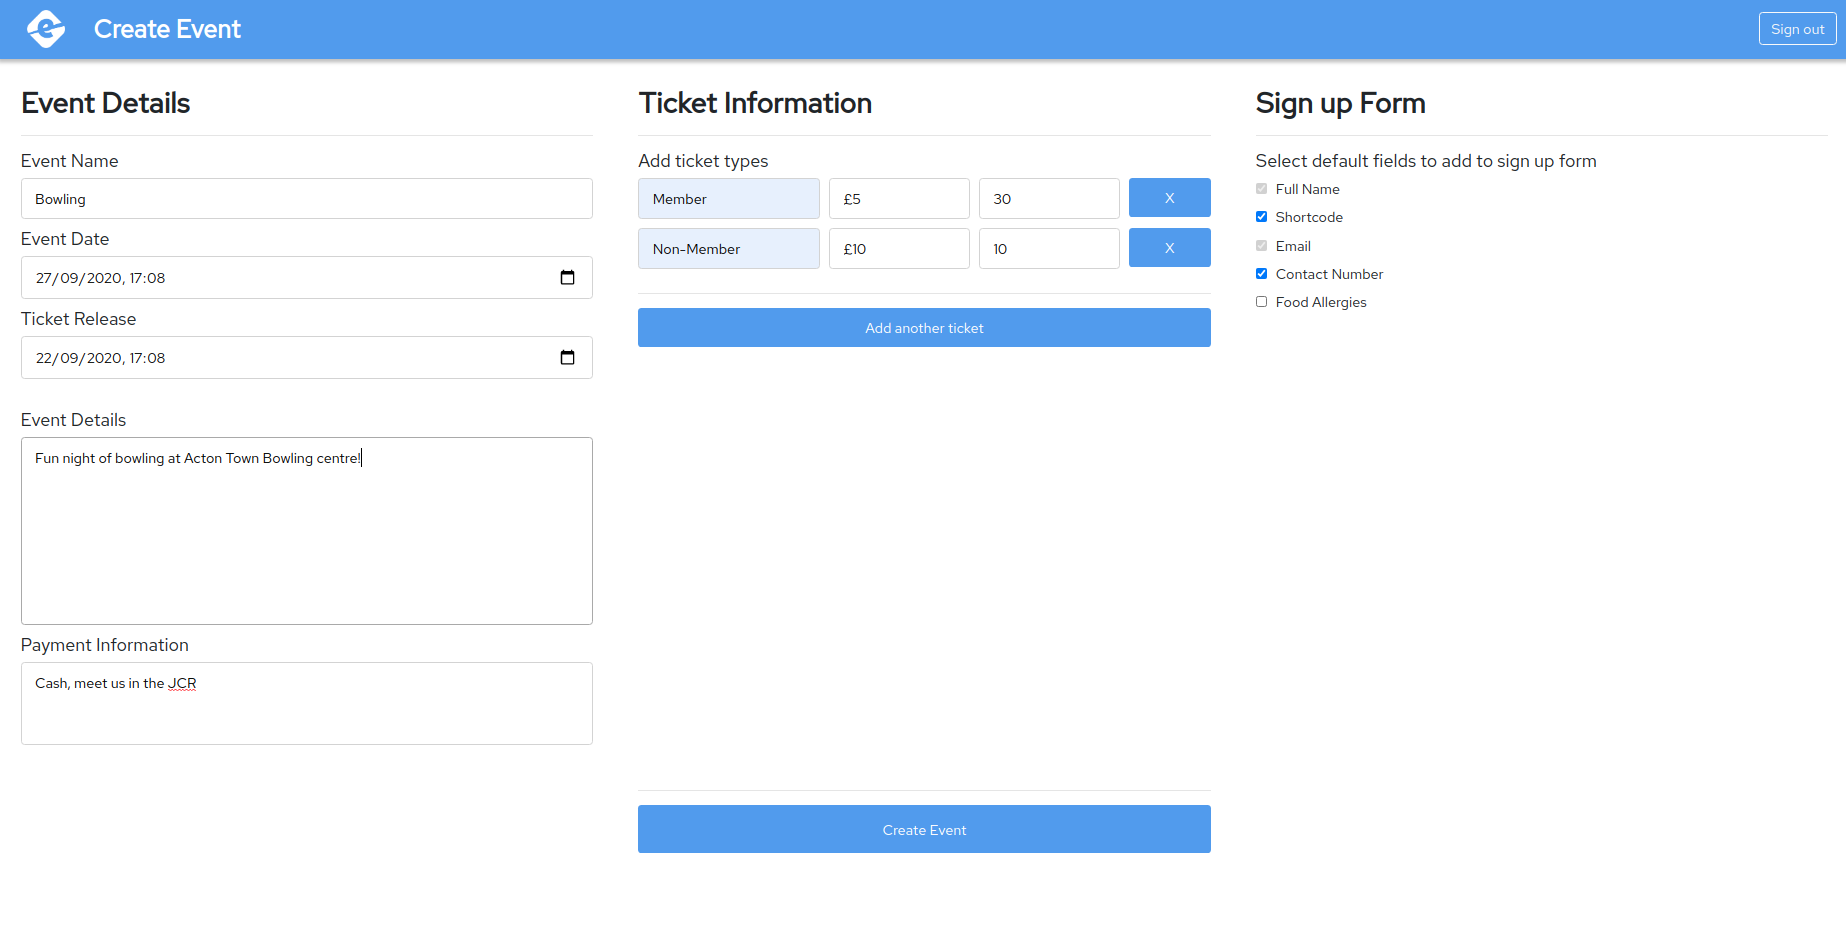 Create Event
Sign out
Event Details
Event Name
Bowling
Event Date
27/09/2020, 17:08
Ticket Release
22/09/2020, 17:08
Event Details
Fun night of bowling at Acton Town Bowling centre!
Payment Information
Cash, meet us in the JCR
Ticket Information
Add ticket types
Member £5 30 X
Non-Member £10 10 X
Add another ticket
Create Event
Sign up Form
Select default fields to add to sign up form
Full Name
Shortcode
Email
Contact Number
Food Allergies